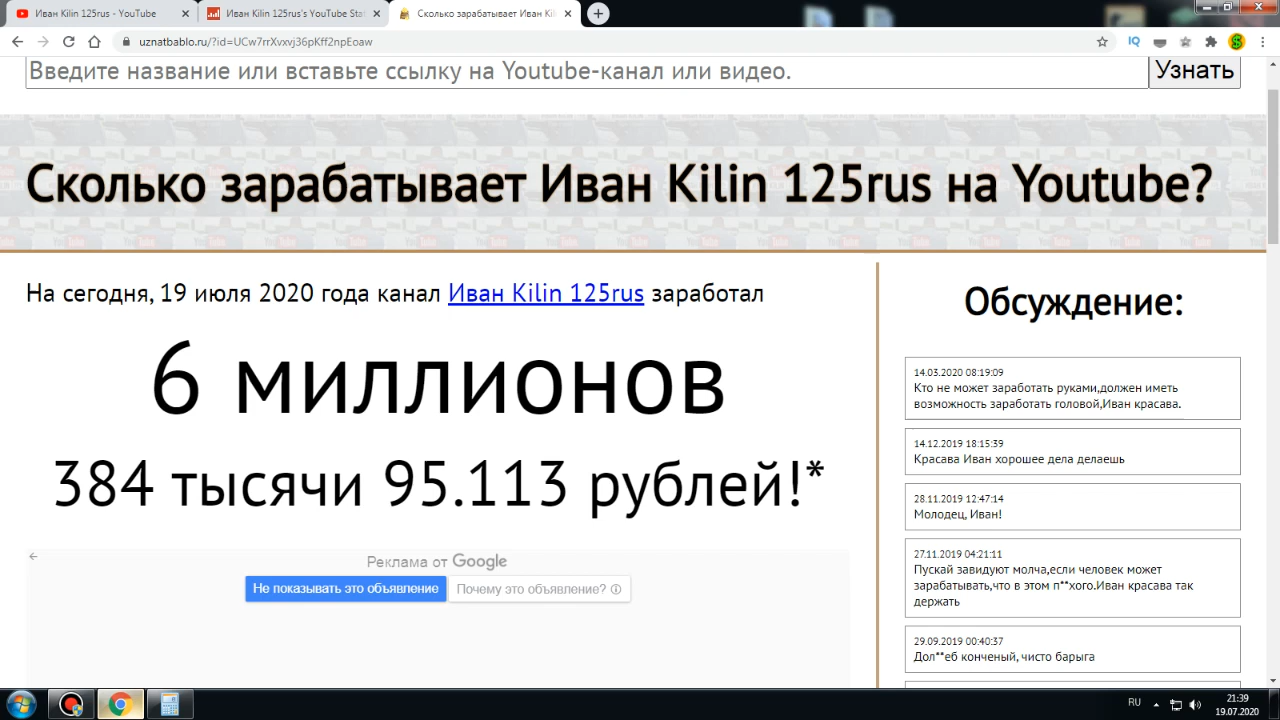 Иван Kilin 125rus - YouTube
Иван Kilin 125rus's YouTube Stat
Сколько зарабатывает Иван Kili
uznatbablo.ru/?id=UCw7rrXvxvj36pKff2npEoaw
IQ
Введите название или вставьте ссылку на Youtube-канал или видео.
Узнать
Сколько зарабатывает Иван Kilin 125rus на Youtube?
На сегодня, 19 июля 2020 года канал Иван Kilin 125rus заработал
6 миллионов
384 тысячи 95.113 рублей!*
Реклама от Google
Не показывать это объявление
Почему это объявление?
Обсуждение:
14.03.2020 08:19:09
Кто не может заработать руками,должен иметь
возможность заработать головой,Иван красава.
14.12.2019 18:15:39
Красава Иван хорошее дела делаешь
28.11.2019 12:47:14
Молодец, Иван!
27.11.2019 04:21:11
Пускай завидуют молча,если человек может
зарабатывать,что в этом п**хого.Иван красава так
держать
29.09.2019 00:40:37
Дол**еб конченый, чисто барыга
RU
21:39
19.07.2020